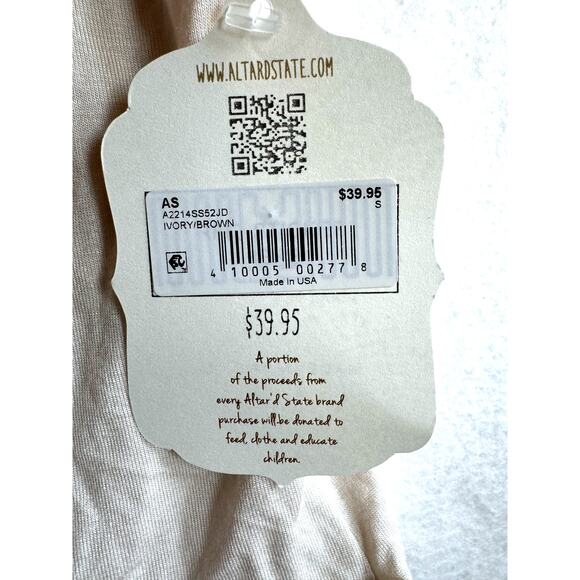 WWW.ALTARDSTATE.COM
AS $39.95
A2214SS52JD S
IVORY/BROWN
4 10005 00277 8
Made in USA
$39.95
A portion
of the proceeds from
every Altar'd State brand
purchase will be donated to
feed, clothe and educate
children.